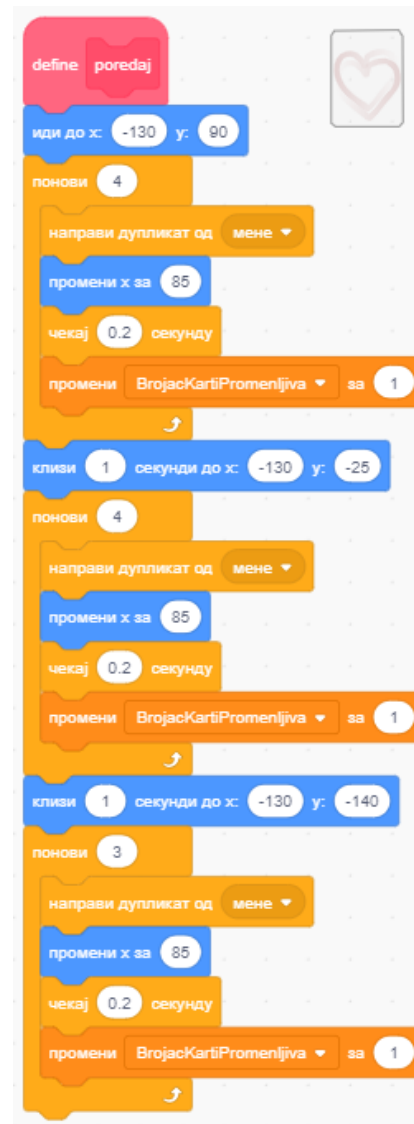 define poredaj
иди до x: -130 y: 90
понови 4
направи дупликат од мене
промени x за 85
чекај 0.2 секунду
промени BrojacKartiPromenljiva за 1
клизи 1 секунди до x: -130 y: -25
понови 4
направи дупликат од мене
промени x за 85
чекај 0.2 секунду
промени BrojacKartiPromenljiva за 1
клизи 1 секунди до x: -130 y: -140
понови 3
направи дупликат од мене
промени x за 85
чекај 0.2 секунду
промени BrojacKartiPromenljiva за 1